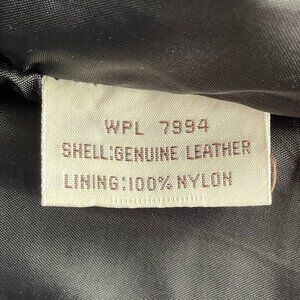 WPL 7994
SHELL:GENUINE LEATHER
LINING:100% NYLON